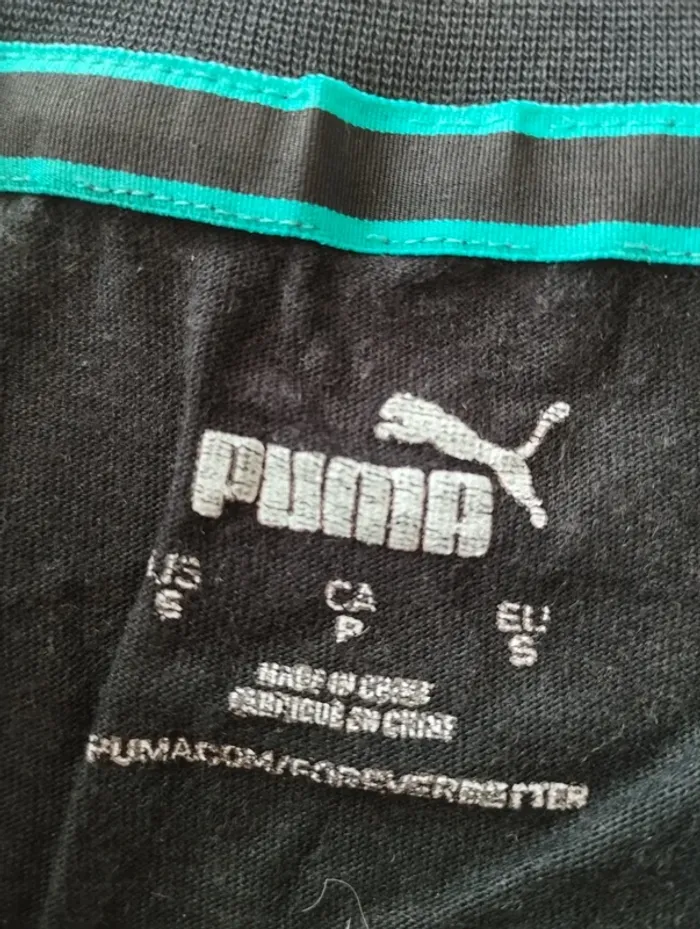 PUMA
US CA EU
S P S
MADE IN CHINA
FABRIQUÉ EN CHINE
PUMA.COM/FOREVERBETTER